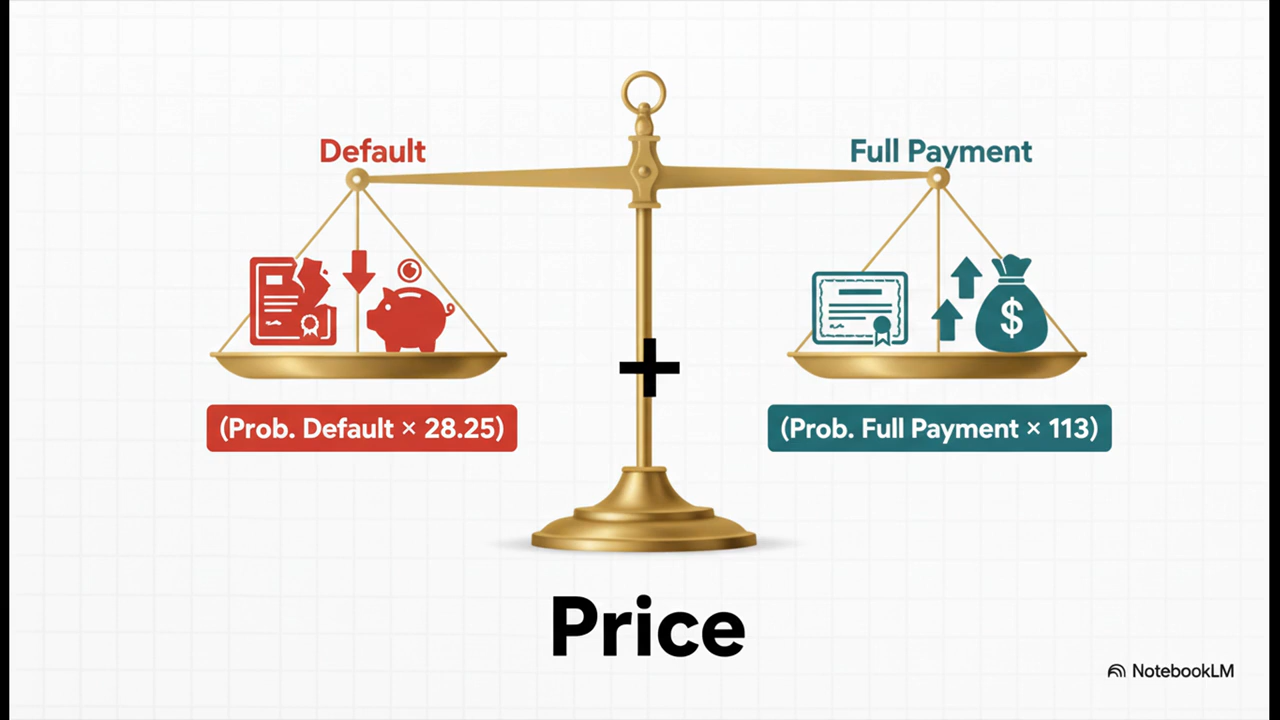 Default
Full Payment
$
+
(Prob. Default × 28.25)
(Prob. Full Payment × 113)
Price
NotebookLM